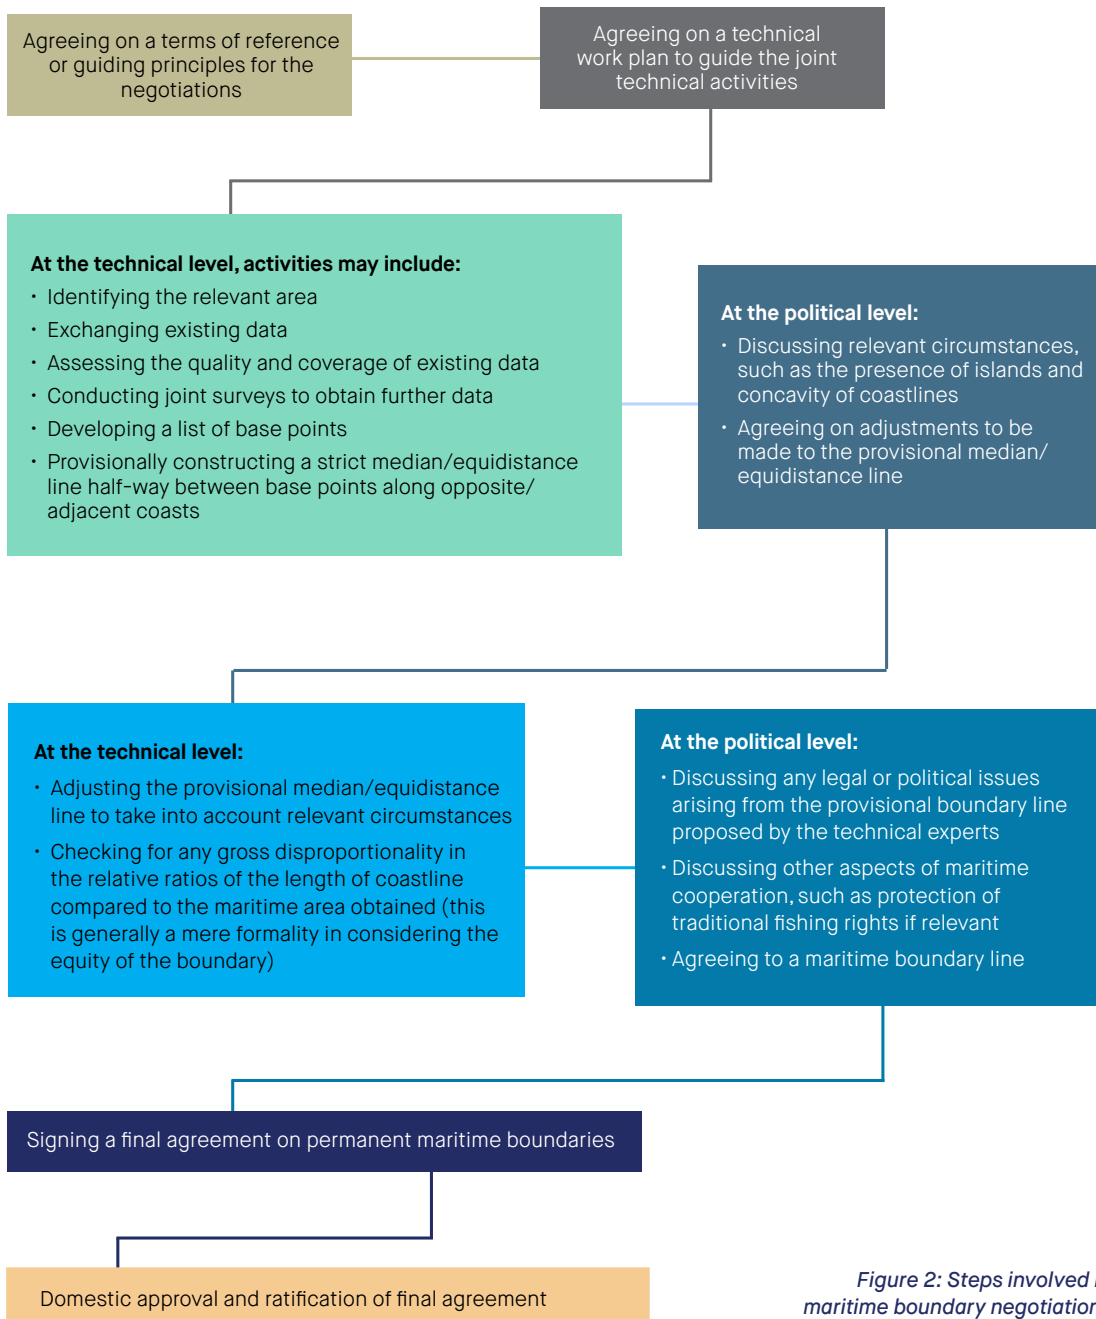 Agreeing on a terms of reference
or guiding principles for the
negotiations
Agreeing on a technical
work plan to guide the joint
technical activities
At the technical level, activities may include:
• Identifying the relevant area
• Exchanging existing data
• Assessing the quality and coverage of existing data
• Conducting joint surveys to obtain further data
• Developing a list of base points
• Provisionally constructing a strict median/equidistance
line half-way between base points along opposite/
adjacent coasts
At the political level:
• Discussing relevant circumstances,
such as the presence of islands and
concavity of coastlines
• Agreeing on adjustments to be
made to the provisional median/
equidistance line
At the technical level:
• Adjusting the provisional median/equidistance
line to take into account relevant circumstances
• Checking for any gross disproportionality in
the relative ratios of the length of coastline
compared to the maritime area obtained (this
is generally a mere formality in considering the
equity of the boundary)
At the political level:
• Discussing any legal or political issues
arising from the provisional boundary line
proposed by the technical experts
• Discussing other aspects of maritime
cooperation, such as protection of
traditional fishing rights if relevant
• Agreeing to a maritime boundary line
Signing a final agreement on permanent maritime boundaries
Domestic approval and ratification of final agreement
Figure 2: Steps involved
maritime boundary negotiation